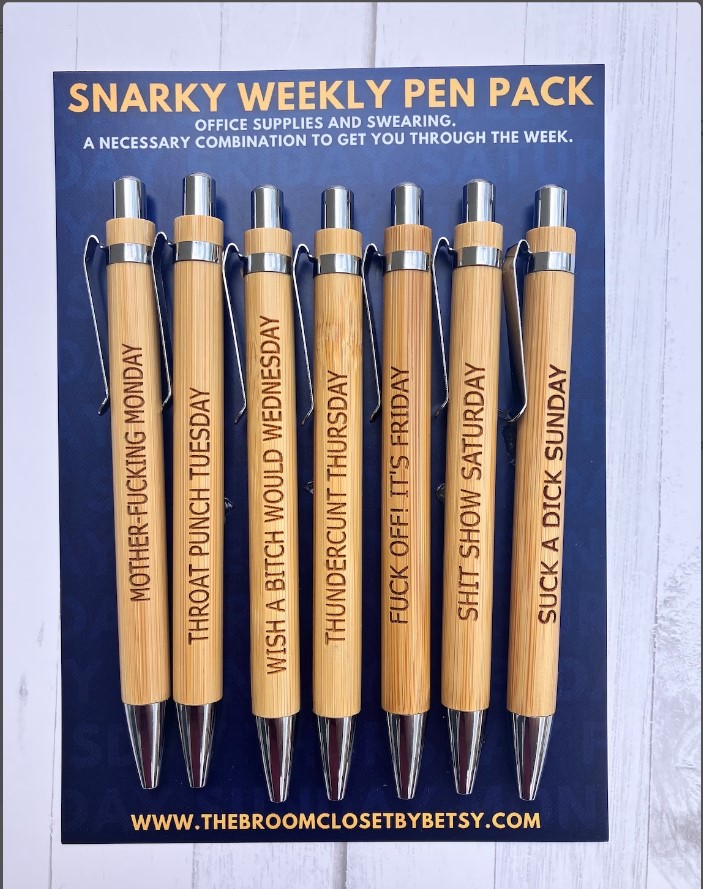 SNARKY WEEKLY PEN PACK
OFFICE SUPPLIES AND SWEARING.
A NECESSARY COMBINATION TO GET YOU THROUGH THE WEEK.
MOTHER-FUCKING MONDAY
THROAT PUNCH TUESDAY
WISH A BITCH WOULD WEDNESDAY
THUNDERCUNT THURSDAY
FUCK OFF! IT'S FRIDAY
SHIT SHOW SATURDAY
SUCK A DICK SUNDAY
WWW.THEBROOMCLOSETBYBETSY.COM